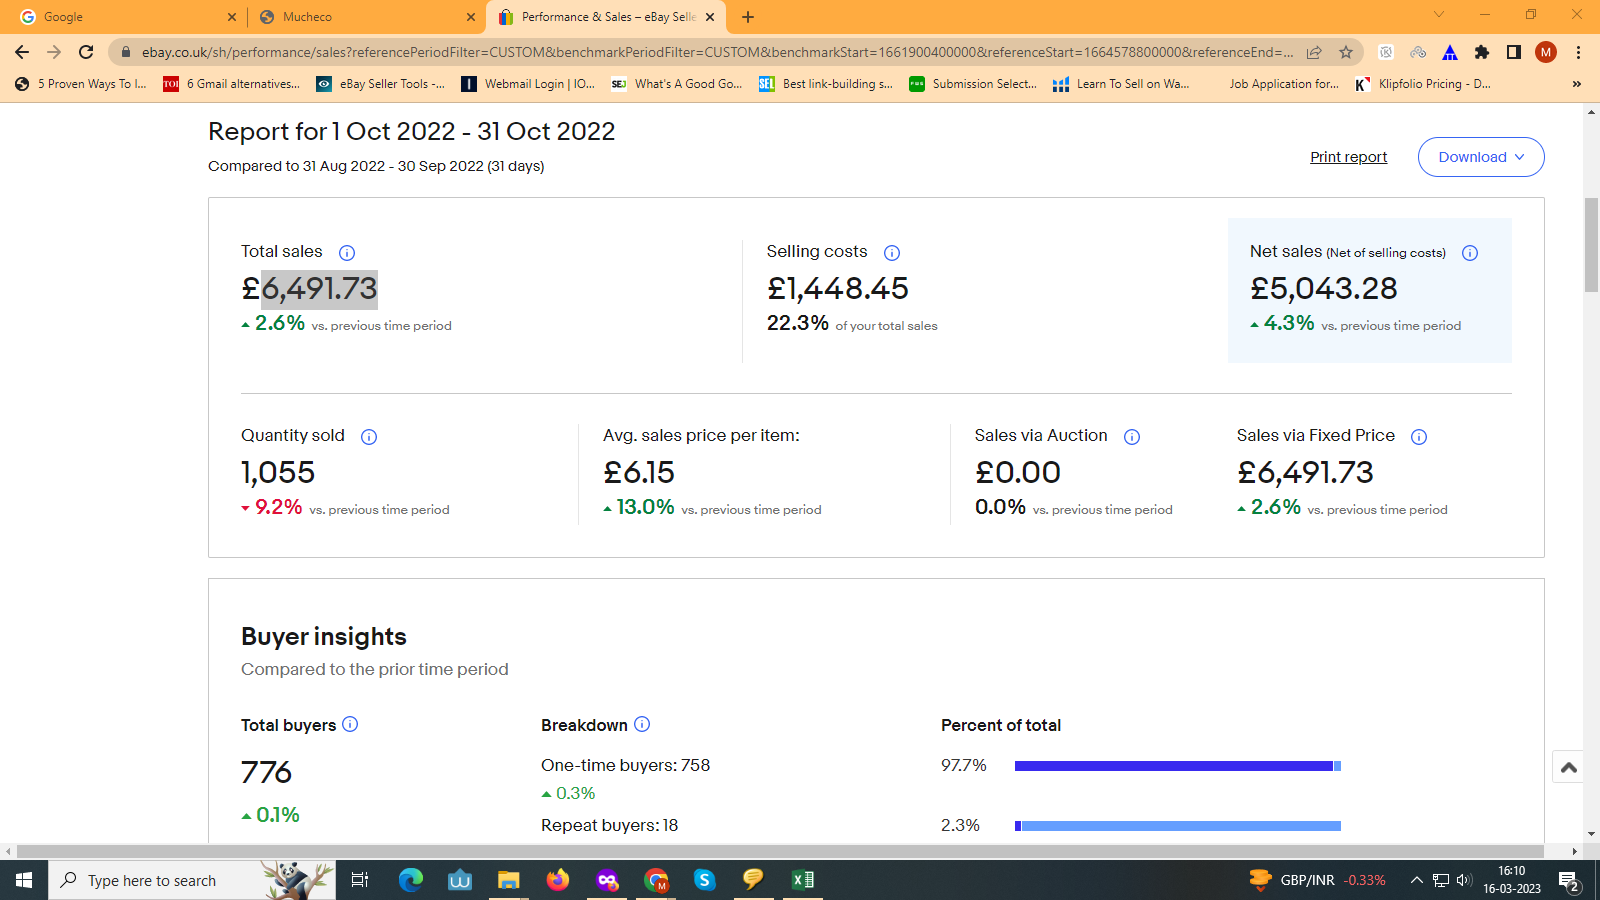 Google
Mucheco
Performance & Sales – eBay Selle
ebay.co.uk/sh/performance/sales?referencePeriodFilter=CUSTOM&benchmarkPeriodFilter=CUSTOM&benchmarkStart=1661900400000&referenceStart=1664578800000&referenceEnd=...
M
5 Proven Ways To I...
TOI 6 Gmail alternatives...
eBay Seller Tools -...
Webmail Login | IO...
SEJ What's A Good Go...
SEL Best link-building s...
Submission Select...
Learn To Sell on Wa...
Job Application for...
K Klipfolio Pricing - D...
»
Report for 1 Oct 2022 - 31 Oct 2022
Compared to 31 Aug 2022 - 30 Sep 2022 (31 days)
Print report
Download
Total sales
£6,491.73
2.6% vs. previous time period
Selling costs
£1,448.45
22.3% of your total sales
Net sales (Net of selling costs)
£5,043.28
4.3% vs. previous time period
Quantity sold
1,055
9.2% vs. previous time period
Avg. sales price per item:
£6.15
13.0% vs. previous time period
Sales via Auction
£0.00
0.0% vs. previous time period
Sales via Fixed Price
£6,491.73
2.6% vs. previous time period
Buyer insights
Compared to the prior time period
Total buyers
776
0.1%
Breakdown
One-time buyers: 758
0.3%
Repeat buyers: 18
Percent of total
97.7%
2.3%
Type here to search
GBP/INR -0.33%
16:10
16-03-2023
2